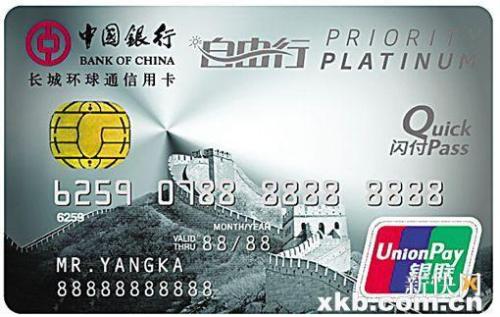 中国银行
BANK OF CHINA
长城环球通信用卡
自由行
PRIORITY
PLATINUM
Quick
闪付Pass
6259 0788 8888 8888
6259
MONTH/YEAR
VALID THRU 88/88
MR.YANGKA
88888888888888
UnionPay
银联
新快网
xkb.com.cn